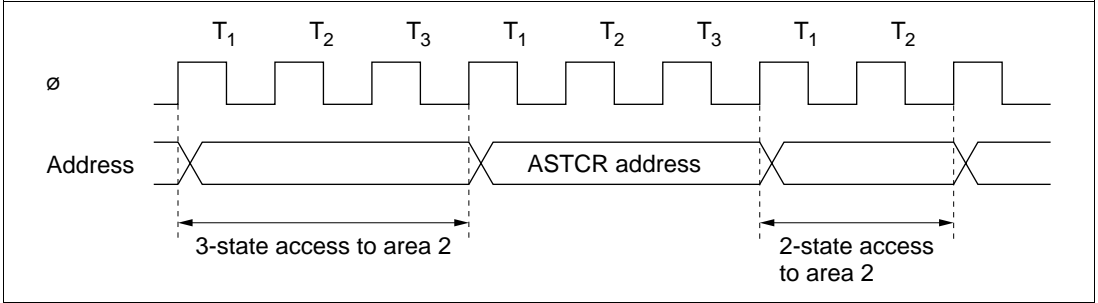 T1 T2 T3 T1 T2 T3 T1 T2
ø
Address ASTCR address
3-state access to area 2 2-state access
to area 2